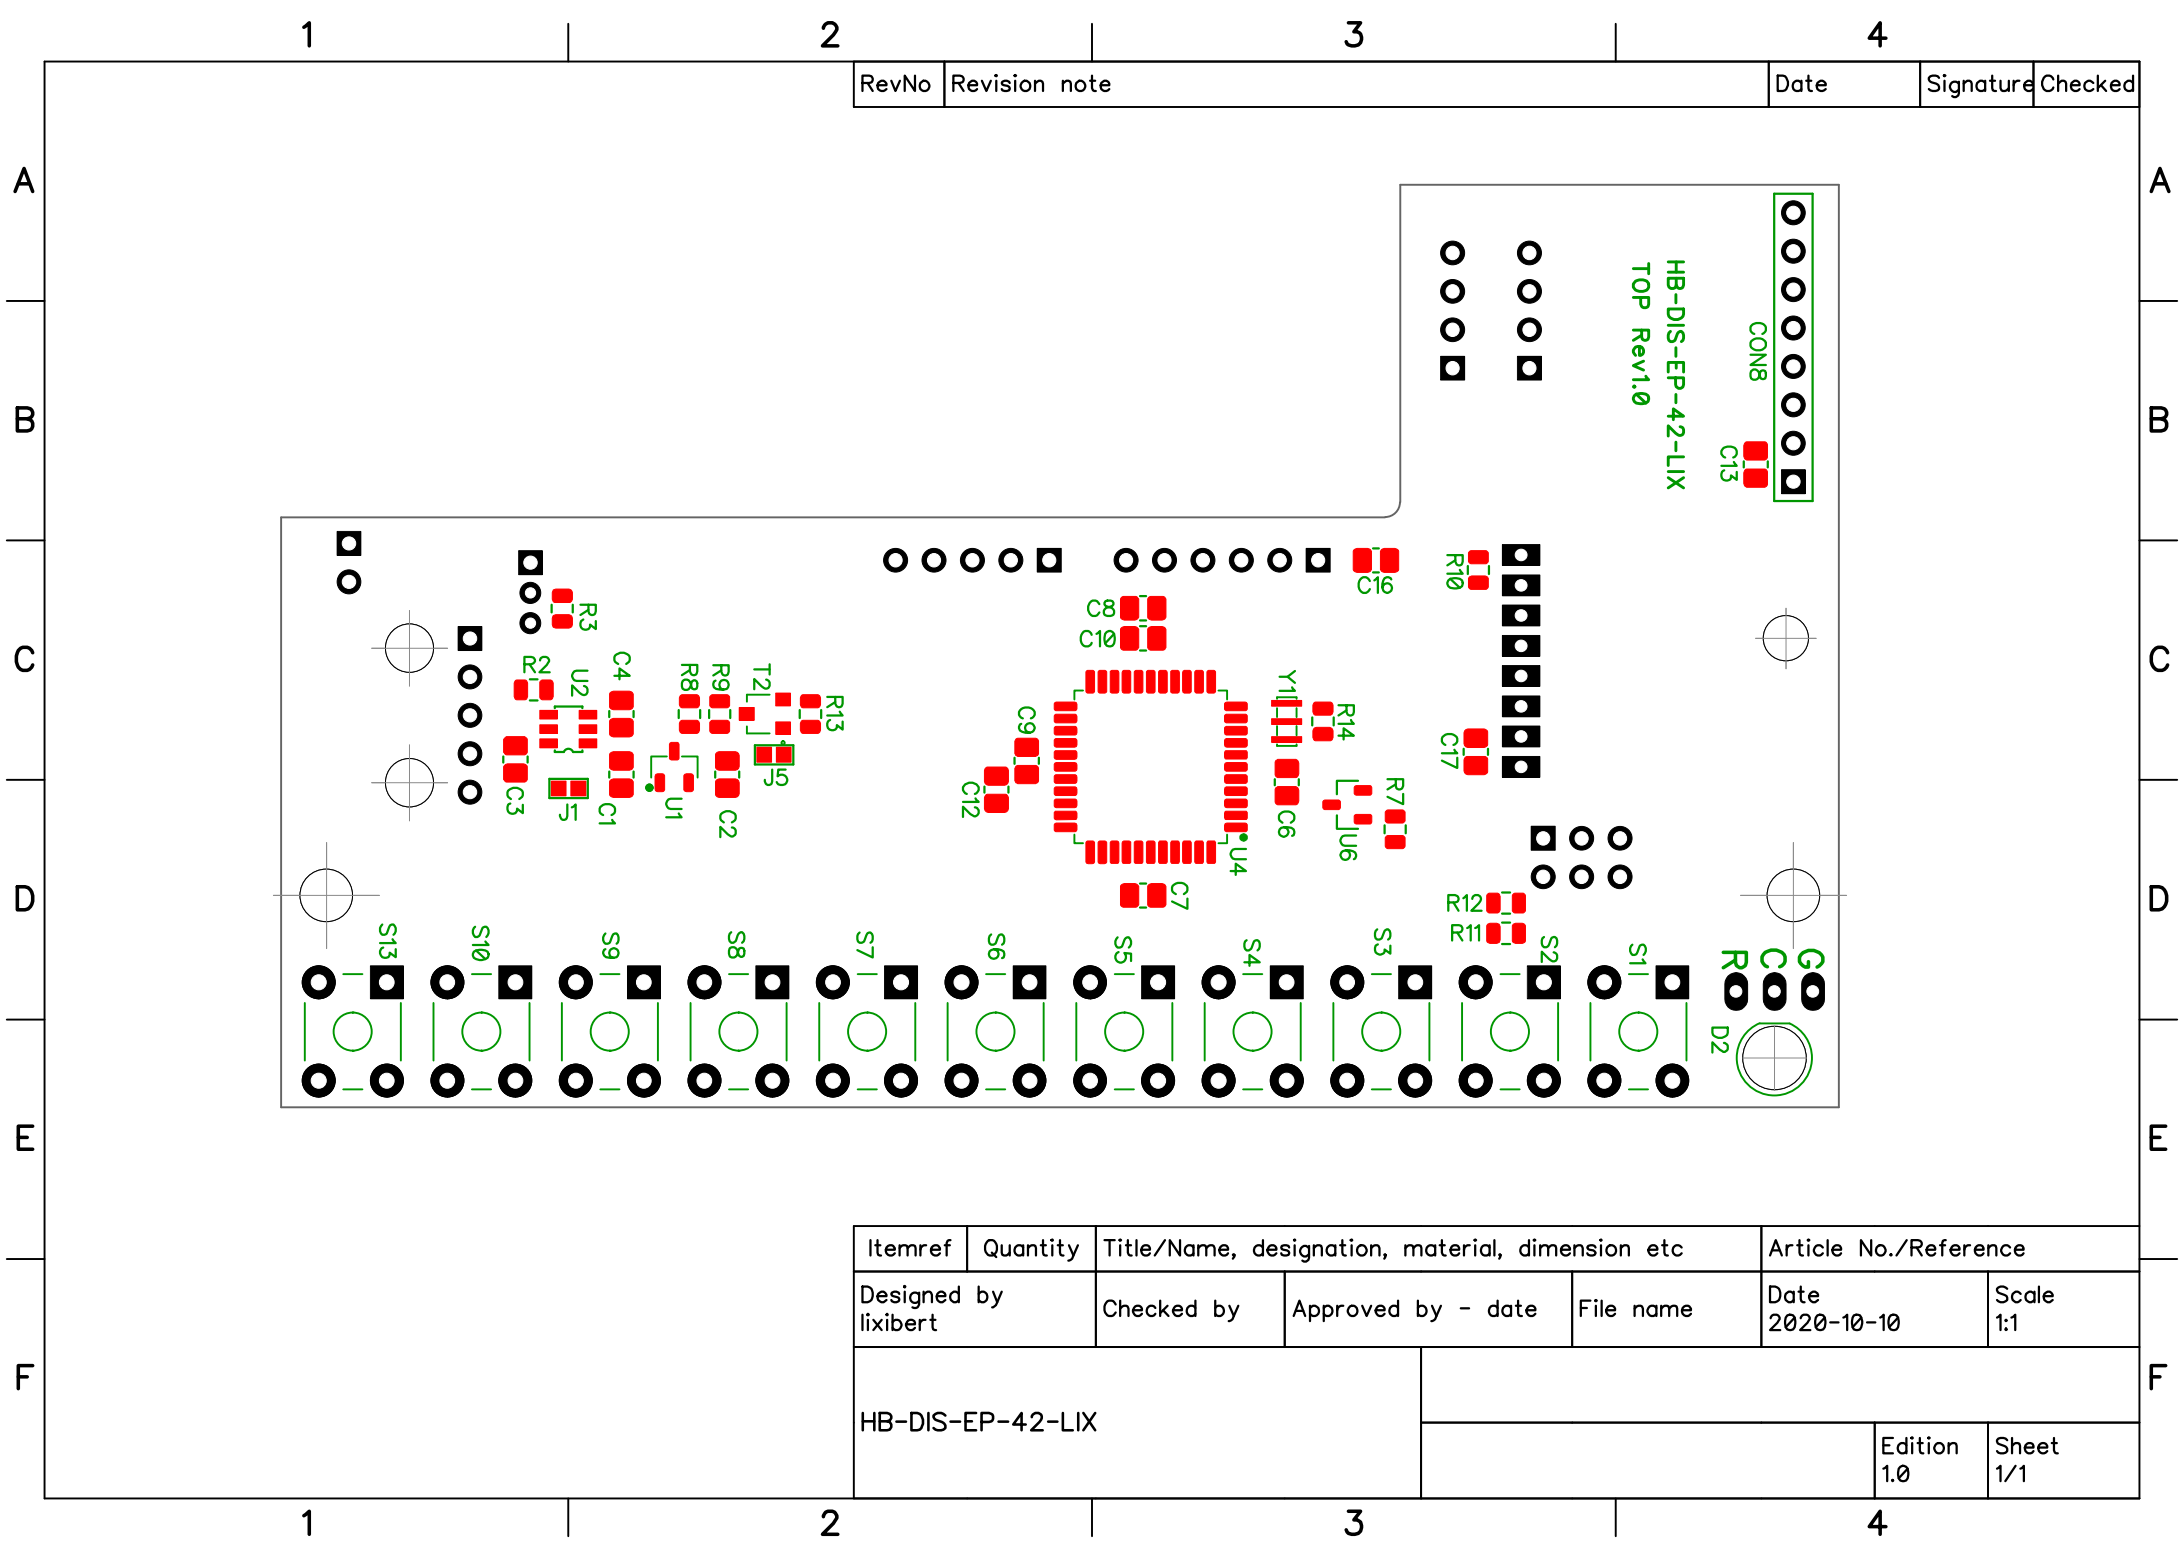 1 2 3 4
RevNo Revision note Date Signature Checked
A A
HB-DIS-EP-42-LIX
TOP Rev1.0
CON8
B B
C13
C16
R10
R3
C8
C10
C C
R2
U2
C4
R8
R9
T2
R13
C9
Y1
R14
C17
C3
J1
C1
U1
C2
J5
C12
C6
U6
R7
U4
C7
D D
R12
R11
S13 S10 S9 S8 S7 S6 S5 S4 S3 S2 S1
R C G
D2
E E
Itemref Quantity Title/Name, designation, material, dimension etc Article No./Reference
Designed by
lixibert
Checked by
Approved by - date
File name
Date
2020-10-10
Scale
1:1
F F
HB-DIS-EP-42-LIX
Edition
1.0
Sheet
1/1
1 2 3 4